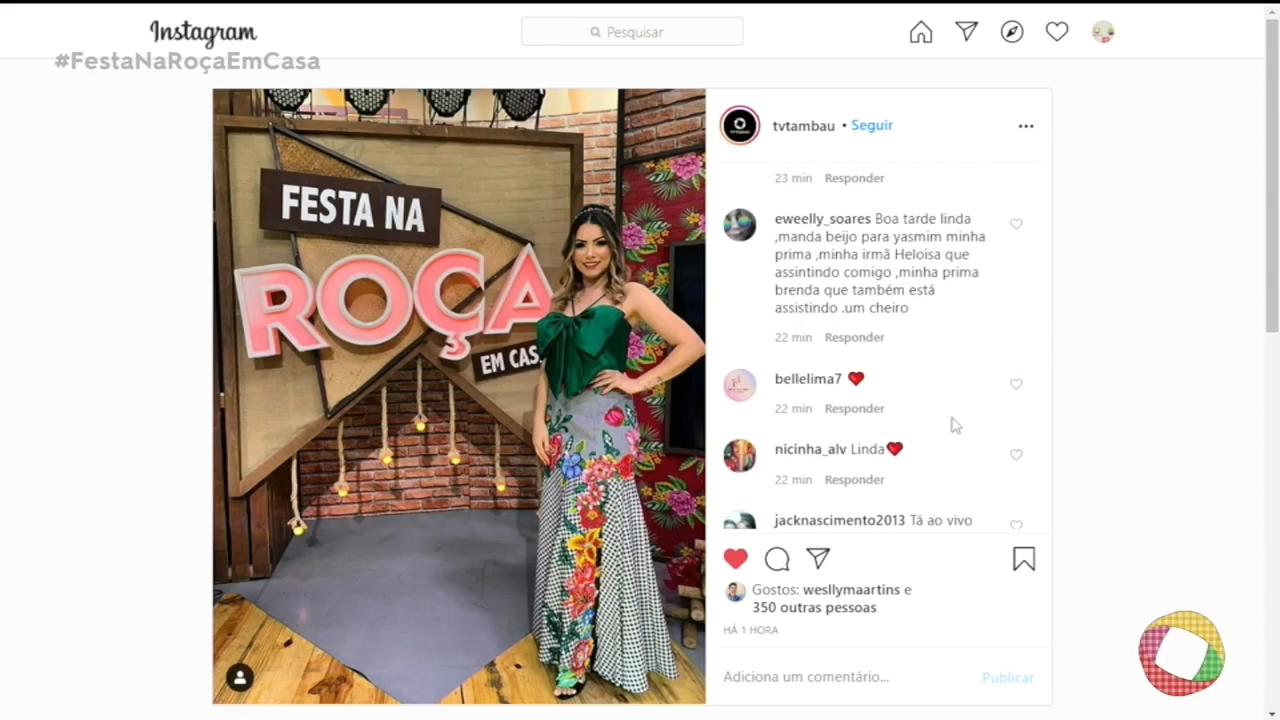 Instagram
Pesquisar
#FestaNaRoçaEmCasa
FESTA NA
ROÇA
EM CAS
tvtambau • Seguir
23 min Responder
eweelly_soares Boa tarde linda
,manda beijo para yasmim minha
prima ,minha irmã Heloisa que
assintindo comigo ,minha prima
brenda que também está
assistindo .um cheiro
22 min Responder
bellelima7 ❤️
22 min Responder
nicinha_alv Linda❤️
22 min Responder
jacknascimento2013 Tá ao vivo
Gostos: wesllymaartins e
350 outras pessoas
HÁ 1 HORA
Adiciona um comentário... Publicar